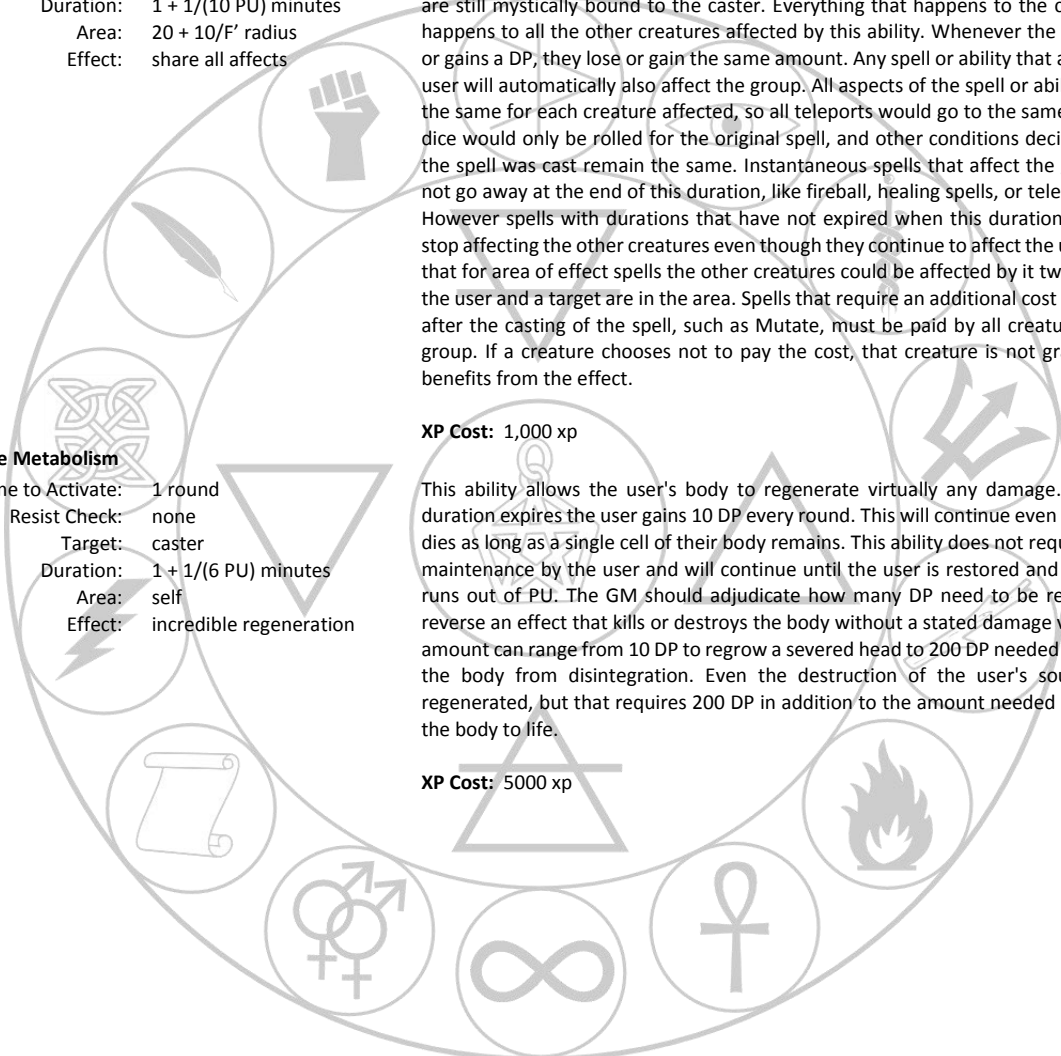 Duration: 1 + 1/(10 PU) minutes
Area: 20 + 10/F' radius
Effect: share all affects
are still mystically bound to the caster. Everything that happens to the
happens to all the other creatures affected by this ability. Whenever the
or gains a DP, they lose or gain the same amount. Any spell or ability that
user will automatically also affect the group. All aspects of the spell or abi
the same for each creature affected, so all teleports would go to the same
dice would only be rolled for the original spell, and other conditions deci
the spell was cast remain the same. Instantaneous spells that affect the
not go away at the end of this duration, like fireball, healing spells, or tele
However spells with durations that have not expired when this duration
stop affecting the other creatures even though they continue to affect the
that for area of effect spells the other creatures could be affected by it tw
the user and a target are in the area. Spells that require an additional cost
after the casting of the spell, such as Mutate, must be paid by all creatu
group. If a creature chooses not to pay the cost, that creature is not gr
benefits from the effect.
XP Cost: 1,000 xp
e Metabolism
me to Activate: 1 round
Resist Check: none
Target: caster
Duration: 1 + 1/(6 PU) minutes
Area: self
Effect: incredible regeneration
This ability allows the user's body to regenerate virtually any damage.
duration expires the user gains 10 DP every round. This will continue even
dies as long as a single cell of their body remains. This ability does not requ
maintenance by the user and will continue until the user is restored and
runs out of PU. The GM should adjudicate how many DP need to be re
reverse an effect that kills or destroys the body without a stated damage
amount can range from 10 DP to regrow a severed head to 200 DP needed
the body from disintegration. Even the destruction of the user's sou
regenerated, but that requires 200 DP in addition to the amount needed
the body to life.
XP Cost: 5000 xp